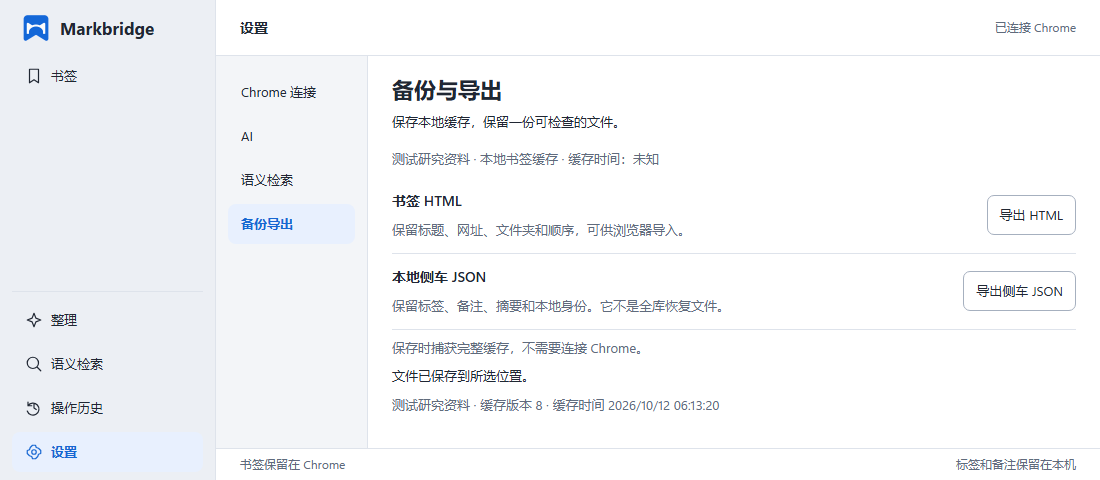 Markbridge
设置
已连接 Chrome
书签
整理
语义检索
操作历史
设置
Chrome 连接
AI
语义检索
备份导出
备份与导出
保存本地缓存，保留一份可检查的文件。
测试研究资料 · 本地书签缓存 · 缓存时间：未知
书签 HTML
保留标题、网址、文件夹和顺序，可供浏览器导入。
导出 HTML
本地侧车 JSON
保留标签、备注、摘要和本地身份。它不是全库恢复文件。
导出侧车 JSON
保存时捕获完整缓存，不需要连接 Chrome。
文件已保存到所选位置。
测试研究资料 · 缓存版本 8 · 缓存时间 2026/10/12 06:13:20
书签保留在 Chrome
标签和备注保留在本机